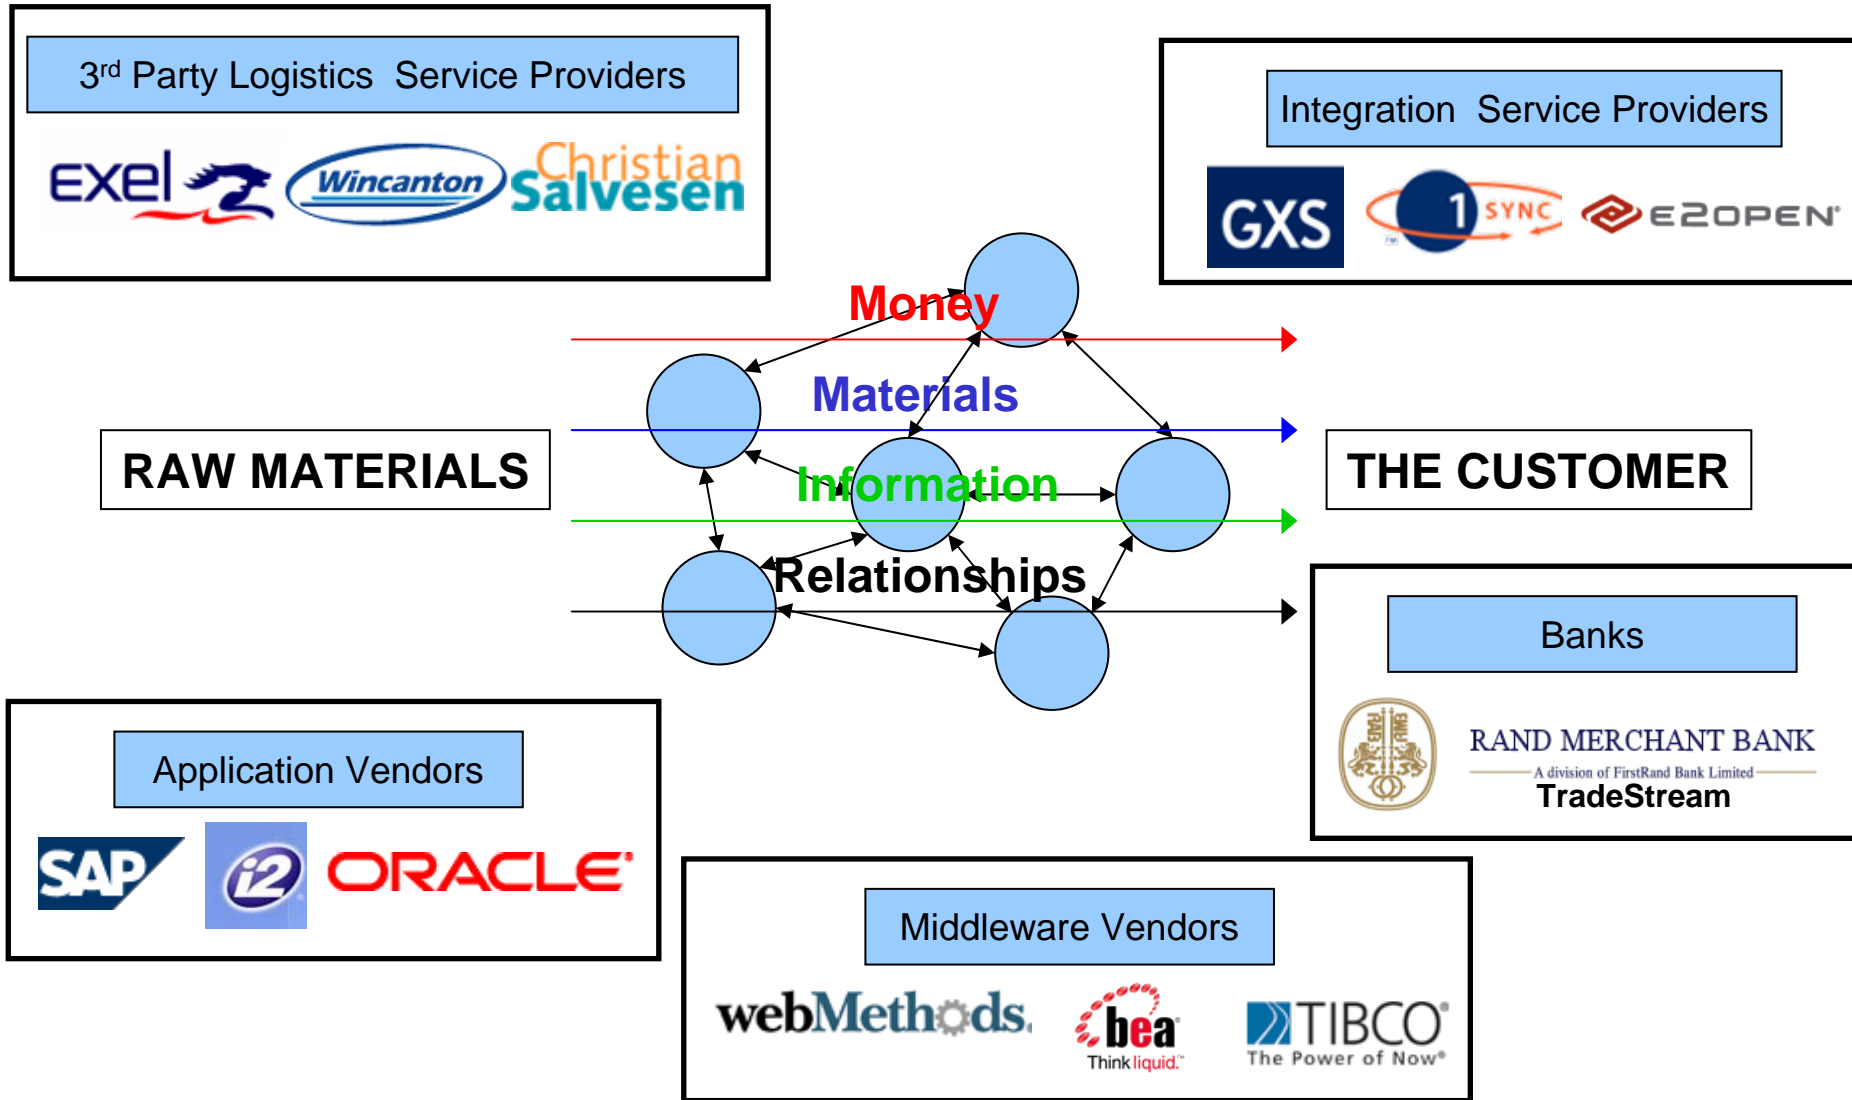 3rd Party Logistics Service Providers
exel
Wincanton
Christian
Salvesen
Integration Service Providers
GXS
1 SYNC
TM
E2OPEN
Money
Materials
Information
Relationships
RAW MATERIALS
THE CUSTOMER
Banks
RAND MERCHANT BANK
A division of FirstRand Bank Limited
TradeStream
Application Vendors
SAP
i2
ORACLE®
Middleware Vendors
webMethods.
bea
Think liquid.™
TIBCO®
The Power of Now®